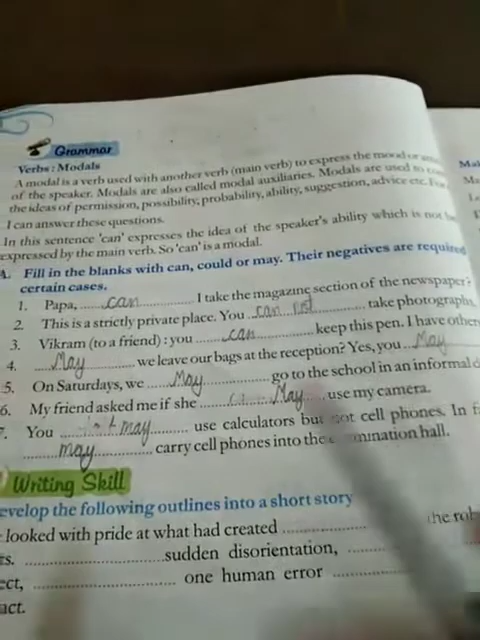 Grammar
Verbs : Modals
Mai
A modal is a verb used with another verb (main verb) to express the mood or
of the speaker. Modals are also called modal auxiliaries. Modals are used to
the ideas of permission, possibility, probability, ability, suggestion, advice etc. For
I can answer these questions.
In this sentence 'can' expresses the idea of the speaker's ability which is not
expressed by the main verb. So 'can' is a modal.
A. Fill in the blanks with can, could or may. Their negatives are required
certain cases.
1. Papa, ....can.... I take the magazine section of the newspaper?
2. This is a strictly private place. You ..can not.. take photographs.
3. Vikram (to a friend) : you ....can.... keep this pen. I have other
4. ....May.... we leave our bags at the reception? Yes, you ..May..
5. On Saturdays, we ....May.... go to the school in an informal d
6. My friend asked me if she ....May.... use my camera.
7. You ....may.... use calculators but not cell phones. In f
....may.... carry cell phones into the examination hall.
Writing Skill
evelop the following outlines into a short story
looked with pride at what had created .............. the rob
es. ........................ sudden disorientation, ..............
ect, ........................ one human error ..............
act.